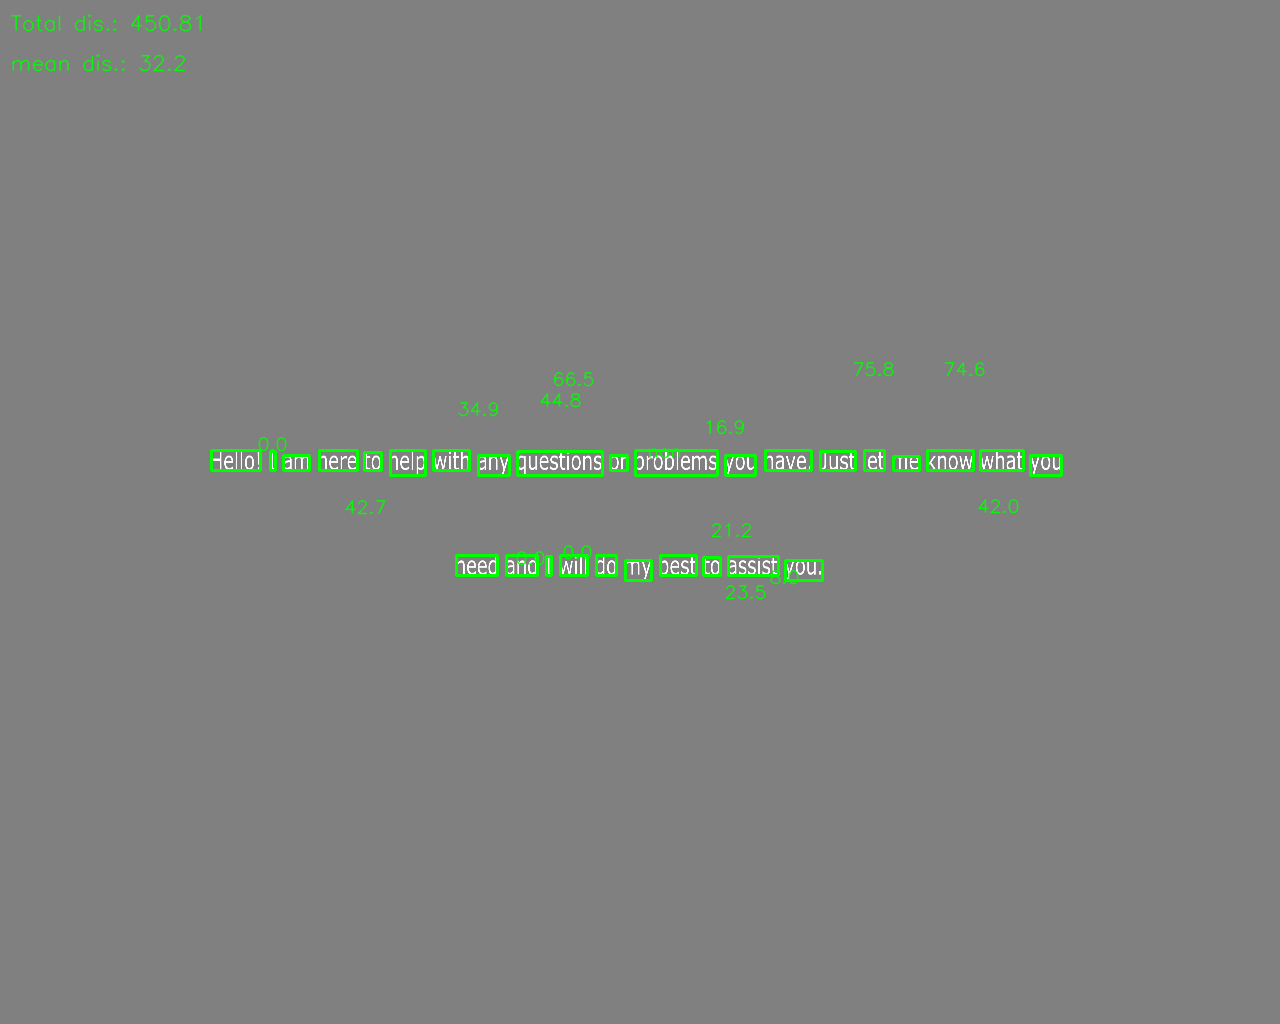 Total dis.: 450.81
mean dis.: 32.2
75.8 74.6
66.5
44.8
34.9
16.9
0.0
Hello! I am here to help with any questions or problems you have. Just let me know what you
42.7 42.0
21.2
0.0
need and I will do my best to assist you.
23.5